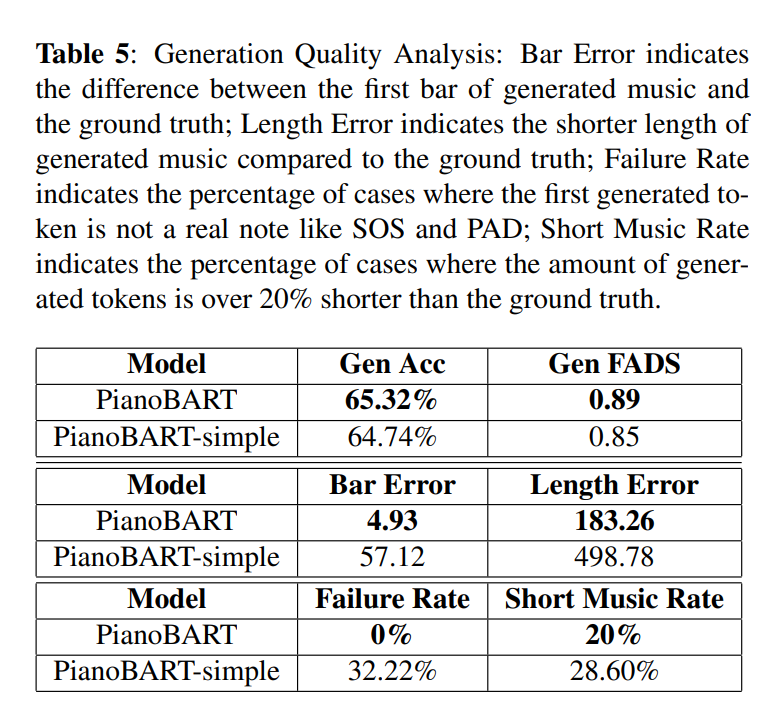 Table 5: Generation Quality Analysis: Bar Error indicates
the difference between the first bar of generated music and
the ground truth; Length Error indicates the shorter length of
generated music compared to the ground truth; Failure Rate
indicates the percentage of cases where the first generated to-
ken is not a real note like SOS and PAD; Short Music Rate
indicates the percentage of cases where the amount of gener-
ated tokens is over 20% shorter than the ground truth.
Model Gen Acc Gen FADS
PianoBART 65.32% 0.89
PianoBART-simple 64.74% 0.85
Model Bar Error Length Error
PianoBART 4.93 183.26
PianoBART-simple 57.12 498.78
Model Failure Rate Short Music Rate
PianoBART 0% 20%
PianoBART-simple 32.22% 28.60%